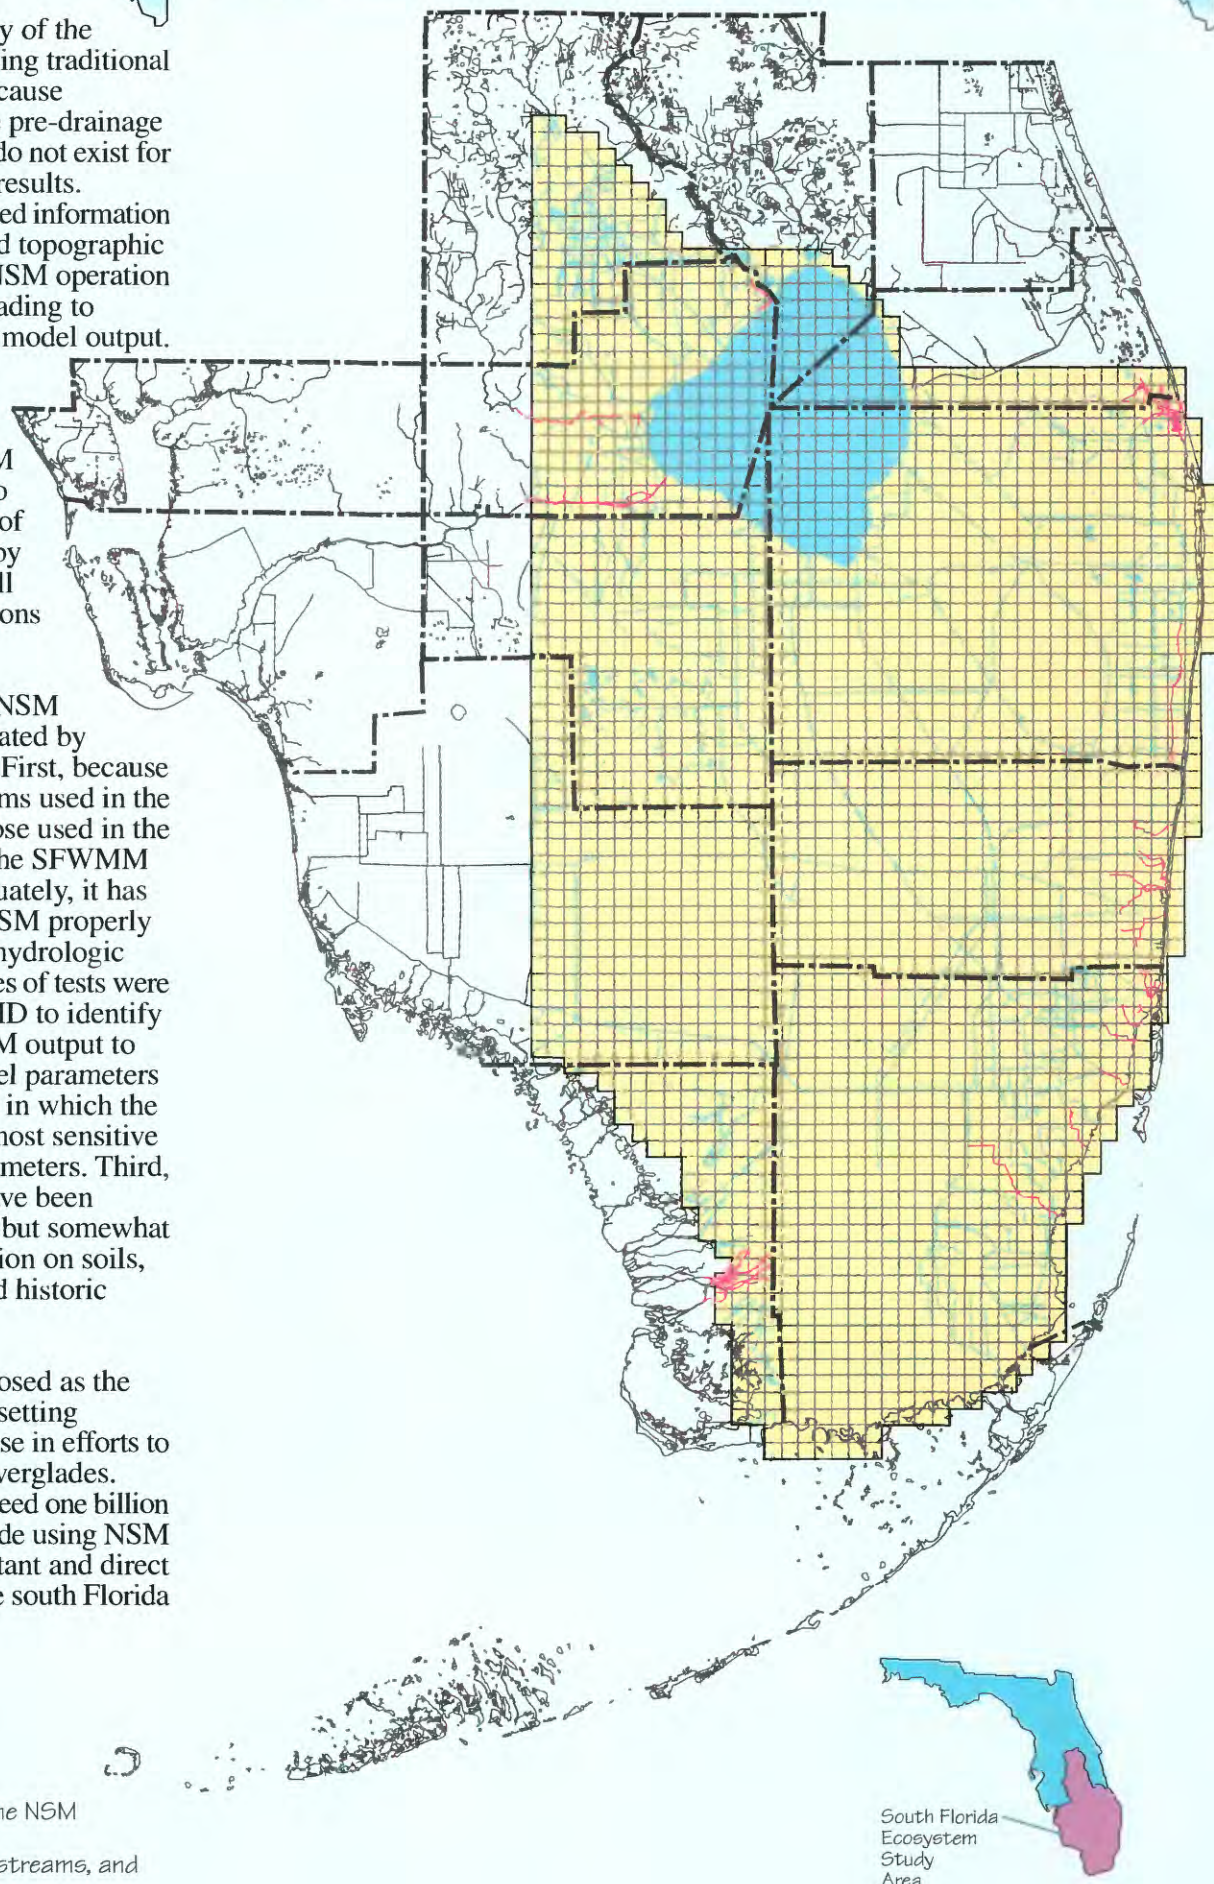 y of the
ing traditional
cause
pre-drainage
do not exist for
results.
ed information
d topographic
NSM operation
ading to
model output.
M
o
of
by
ll
ons
NSM
ated by
First, because
ms used in the
ose used in the
he SFWMM
uately, it has
SM properly
hydrologic
es of tests were
MD to identify
M output to
el parameters
in which the
most sensitive
meters. Third,
ve been
but somewhat
ion on soils,
d historic
osed as the
setting
se in efforts to
verglades.
eed one billion
de using NSM
tant and direct
e south Florida
he NSM
streams, and
South Florida
Ecosystem
Study
Area